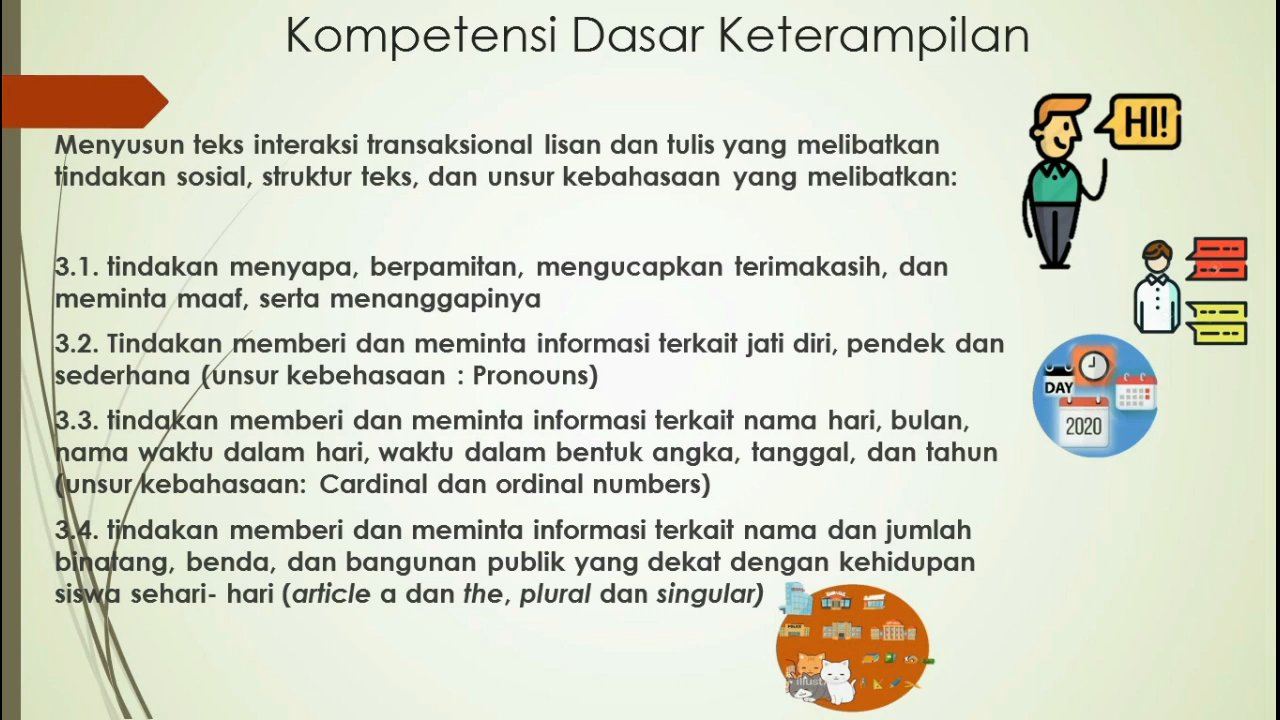 Kompetensi Dasar Keterampilan
Menyusun teks interaksi transaksional lisan dan tulis yang melibatkan
tindakan sosial, struktur teks, dan unsur kebahasaan yang melibatkan:
3.1. tindakan menyapa, berpamitan, mengucapkan terimakasih, dan
meminta maaf, serta menanggapinya
3.2. Tindakan memberi dan meminta informasi terkait jati diri, pendek dan
sederhana (unsur kebehasaan : Pronouns)
3.3. tindakan memberi dan meminta informasi terkait nama hari, bulan,
nama waktu dalam hari, waktu dalam bentuk angka, tanggal, dan tahun
(unsur kebahasaan: Cardinal dan ordinal numbers)
3.4. tindakan memberi dan meminta informasi terkait nama dan jumlah
binatang, benda, dan bangunan publik yang dekat dengan kehidupan
siswa sehari- hari (article a dan the, plural dan singular)
HI!
DAY
2020